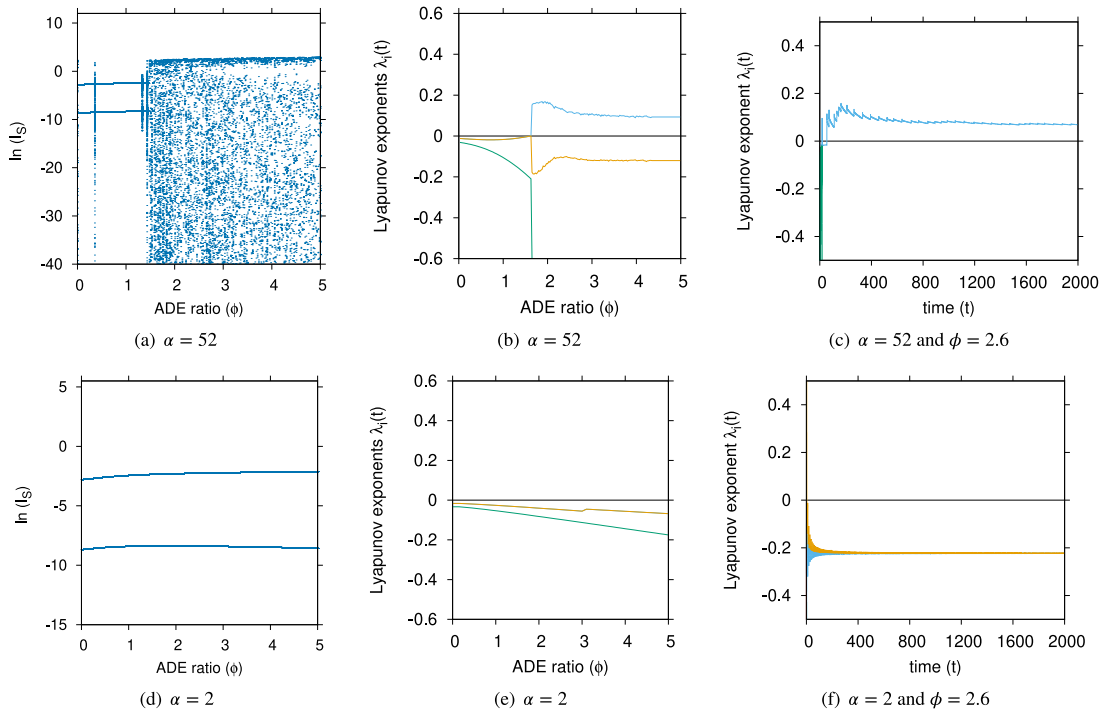 10
0
-10
-20
-30
-40
ln (I_S)
0 1 2 3 4 5
ADE ratio (ϕ)
(a) α = 52
0.6
0.4
0.2
0
-0.2
-0.4
-0.6
Lyapunov exponents λ_i(t)
0 1 2 3 4 5
ADE ratio (ϕ)
(b) α = 52
0.4
0.2
0
-0.2
-0.4
Lyapunov exponent λ_i(t)
0 400 800 1200 1600 2000
time (t)
(c) α = 52 and ϕ = 2.6
5
0
-5
-10
-15
ln (I_S)
0 1 2 3 4 5
ADE ratio (ϕ)
(d) α = 2
0.6
0.4
0.2
0
-0.2
-0.4
-0.6
Lyapunov exponents λ_i(t)
0 1 2 3 4 5
ADE ratio (ϕ)
(e) α = 2
0.4
0.2
0
-0.2
-0.4
Lyapunov exponent λ_i(t)
0 400 800 1200 1600 2000
time (t)
(f) α = 2 and ϕ = 2.6